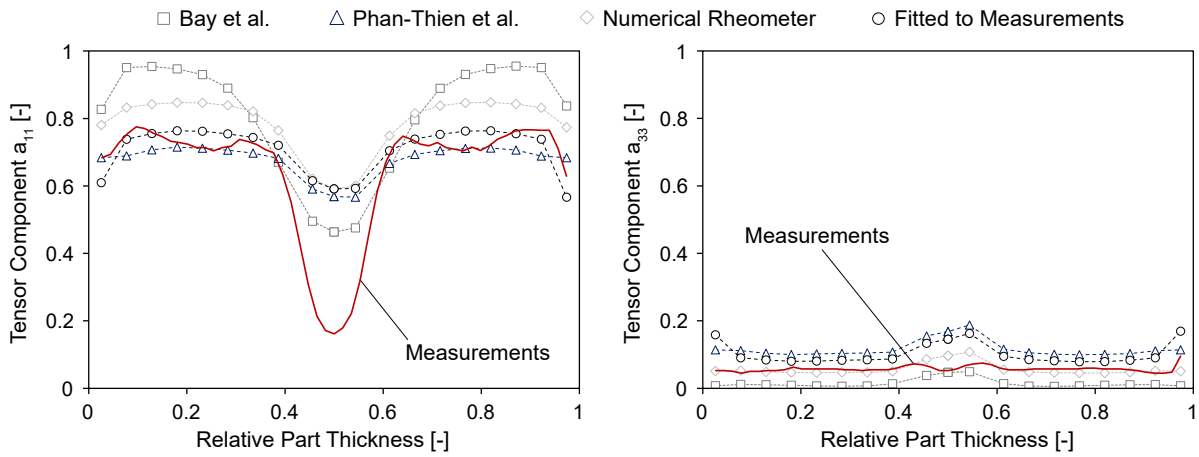 Bay et al. Phan-Thien et al. Numerical Rheometer Fitted to Measurements
Tensor Component a11 [-]
1
0.8
0.6
0.4
0.2
0
Measurements
0 0.2 0.4 0.6 0.8 1
Relative Part Thickness [-]
Tensor Component a33 [-]
1
0.8
0.6
0.4
0.2
0
Measurements
0 0.2 0.4 0.6 0.8 1
Relative Part Thickness [-]